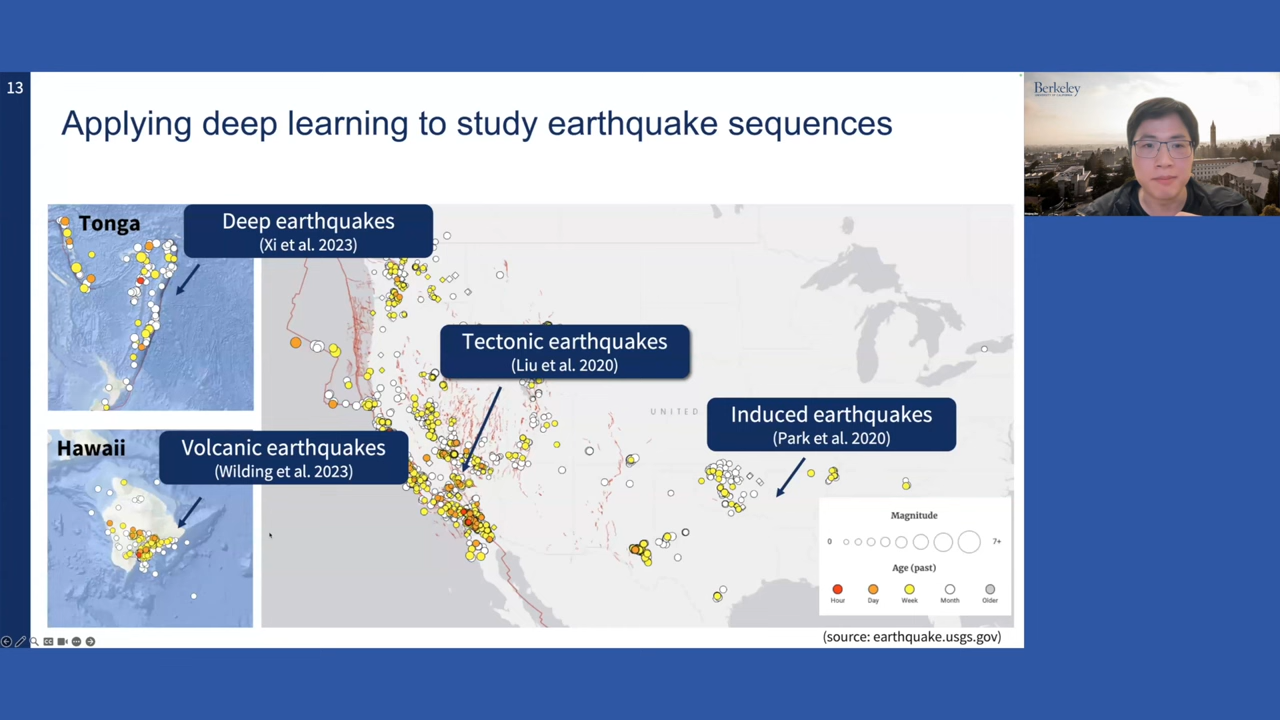 13
Applying deep learning to study earthquake sequences
Tonga
Deep earthquakes
(Xi et al. 2023)
Tectonic earthquakes
(Liu et al. 2020)
UNITED
Induced earthquakes
(Park et al. 2020)
Hawaii
Volcanic earthquakes
(Wilding et al. 2023)
Magnitude
0
7+
Age (past)
Hour
Day
Week
Month
Older
(source: earthquake.usgs.gov)
Berkeley